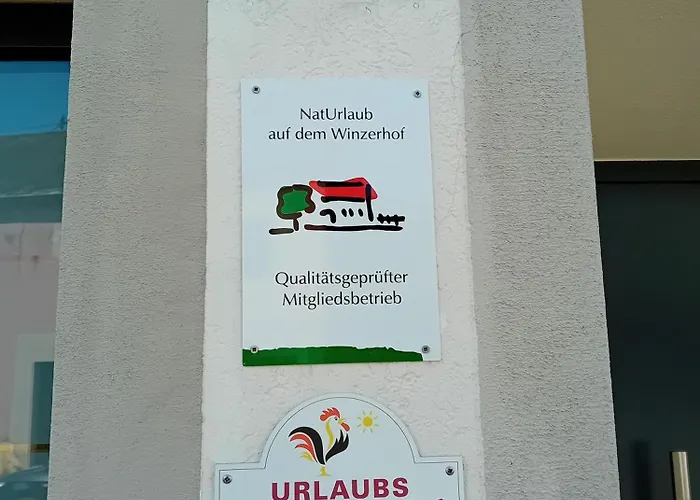 NatUrlaub
auf dem Winzerhof
Qualitätsgeprüfter
Mitgliedsbetrieb
URLAUBS